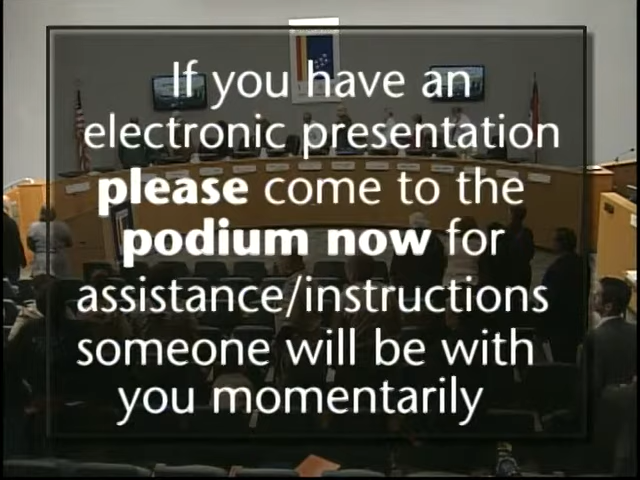 If you have an
electronic presentation
please come to the
podium now for
assistance/instructions
someone will be with
you momentarily